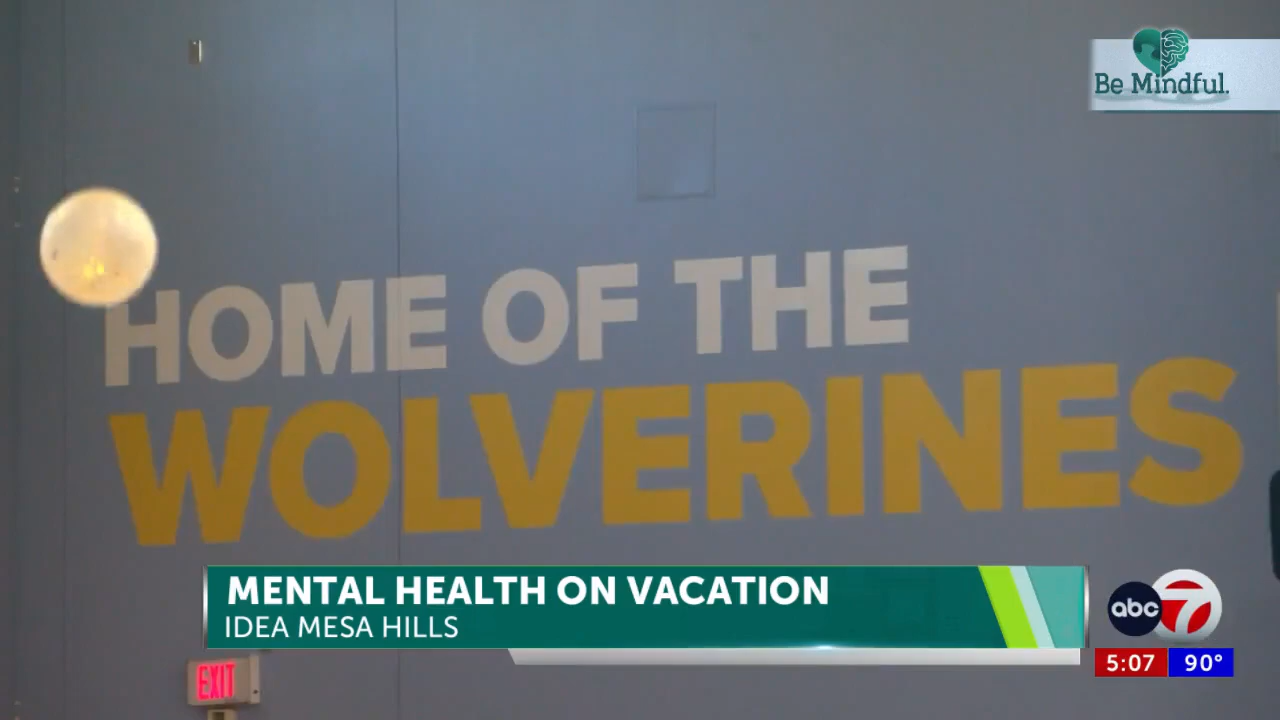 Be Mindful.
HOME OF THE
WOLVERINES
MENTAL HEALTH ON VACATION
IDEA MESA HILLS
abc 7
5:07 90°
EXIT